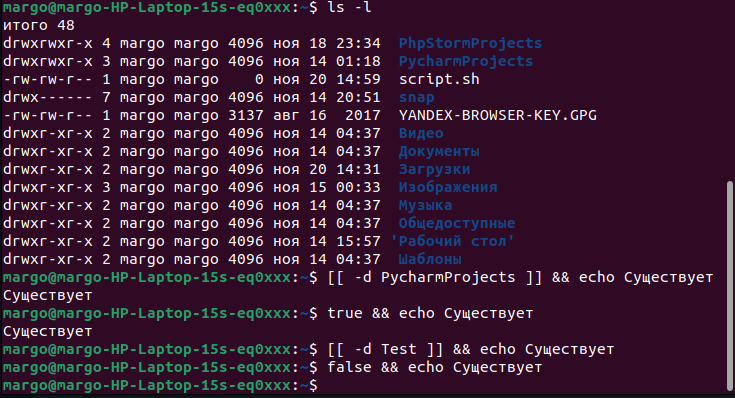 margo@margo-HP-Laptop-15s-eq0xxx:~$ ls -l
итого 48
drwxrwxr-x 4 margo margo 4096 ноя 18 23:34  PhpStormProjects
drwxrwxr-x 3 margo margo 4096 ноя 14 01:18  PycharmProjects
-rw-rw-r-- 1 margo margo    0 ноя 20 14:59  script.sh
drwx------ 7 margo margo 4096 ноя 14 20:51  snap
-rw-rw-r-- 1 margo margo 3137 авг 16  2017  YANDEX-BROWSER-KEY.GPG
drwxr-xr-x 2 margo margo 4096 ноя 14 04:37  Видео
drwxr-xr-x 2 margo margo 4096 ноя 14 04:37  Документы
drwxr-xr-x 2 margo margo 4096 ноя 20 14:31  Загрузки
drwxr-xr-x 3 margo margo 4096 ноя 15 00:33  Изображения
drwxr-xr-x 2 margo margo 4096 ноя 14 04:37  Музыка
drwxr-xr-x 2 margo margo 4096 ноя 14 04:37  Общедоступные
drwxr-xr-x 2 margo margo 4096 ноя 14 15:57 'Рабочий стол'
drwxr-xr-x 2 margo margo 4096 ноя 14 04:37  Шаблоны
margo@margo-HP-Laptop-15s-eq0xxx:~$ [[ -d PycharmProjects ]] && echo Существует
Существует
margo@margo-HP-Laptop-15s-eq0xxx:~$ true && echo Существует
Существует
margo@margo-HP-Laptop-15s-eq0xxx:~$ [[ -d Test ]] && echo Существует
margo@margo-HP-Laptop-15s-eq0xxx:~$ false && echo Существует
margo@margo-HP-Laptop-15s-eq0xxx:~$